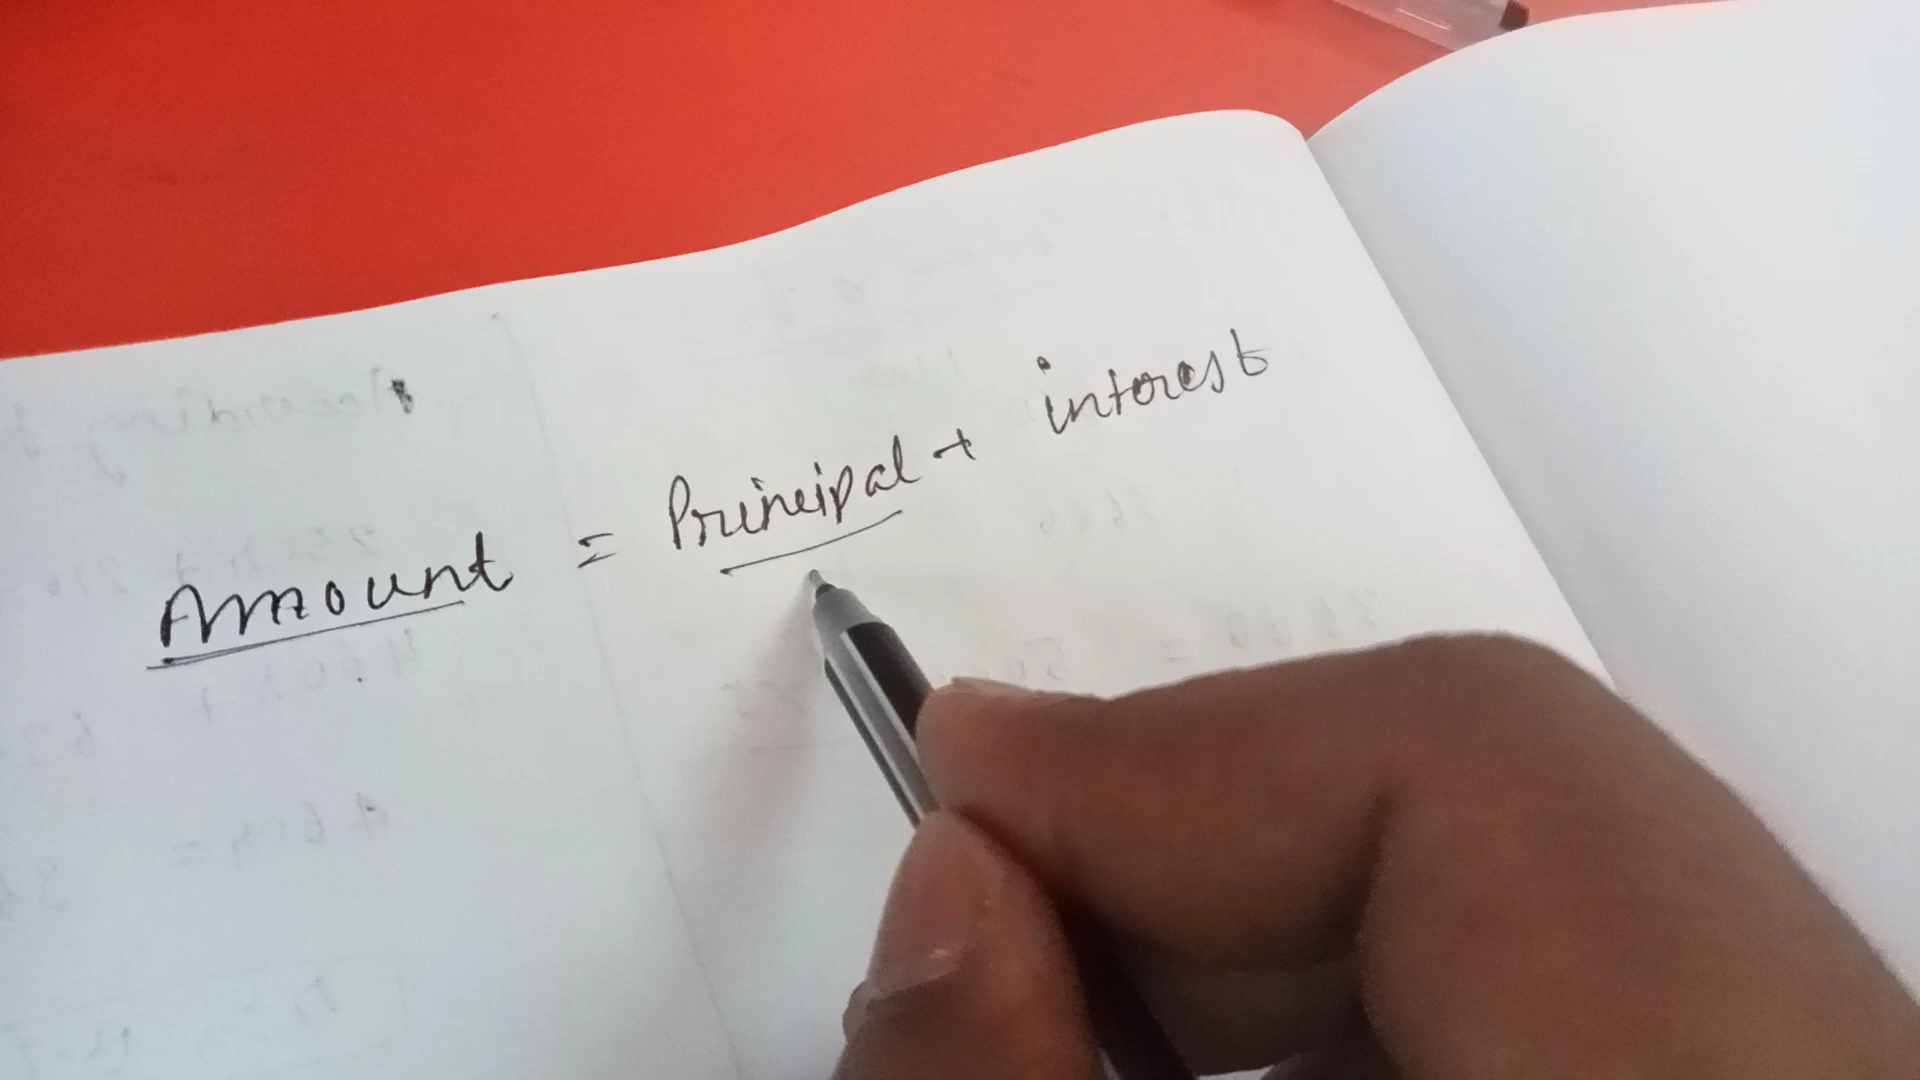 Amount = Principal + interest